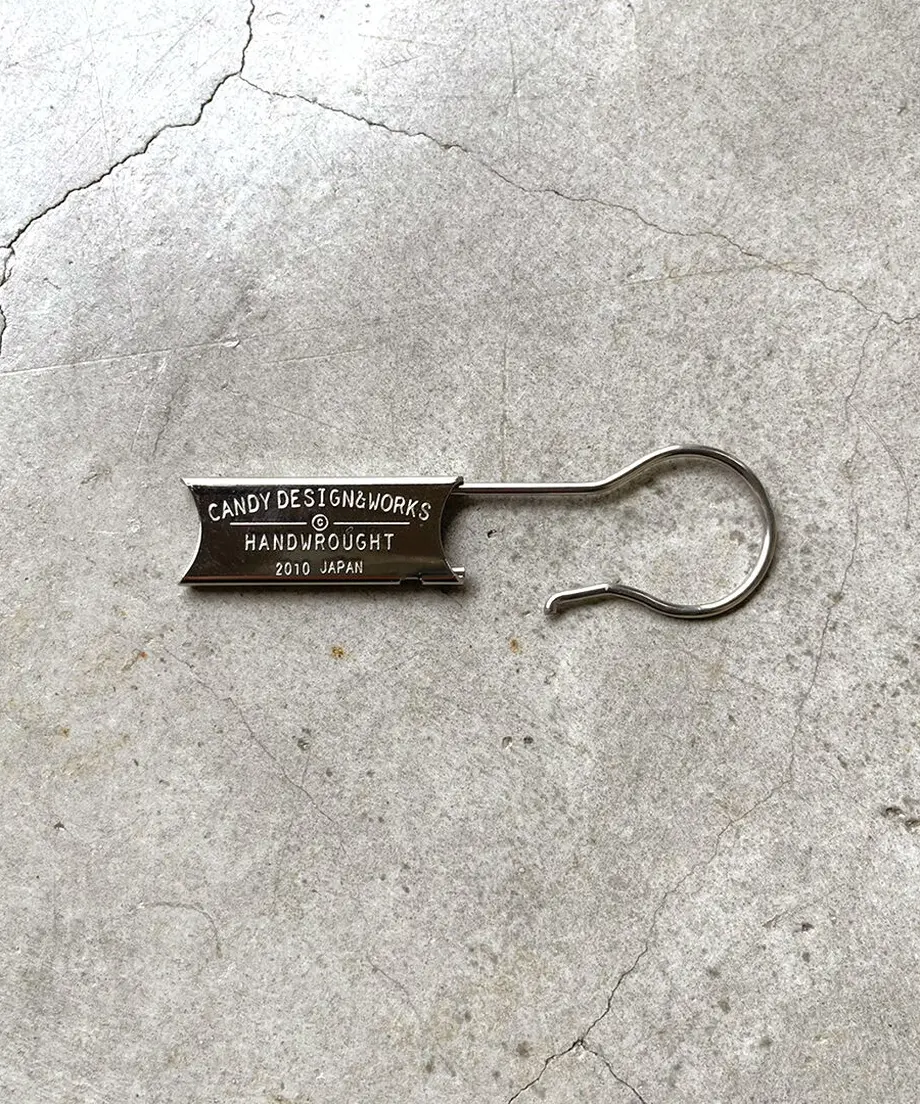 CANDY DESIGN&WORKS
©
HANDWROUGHT
2010 JAPAN